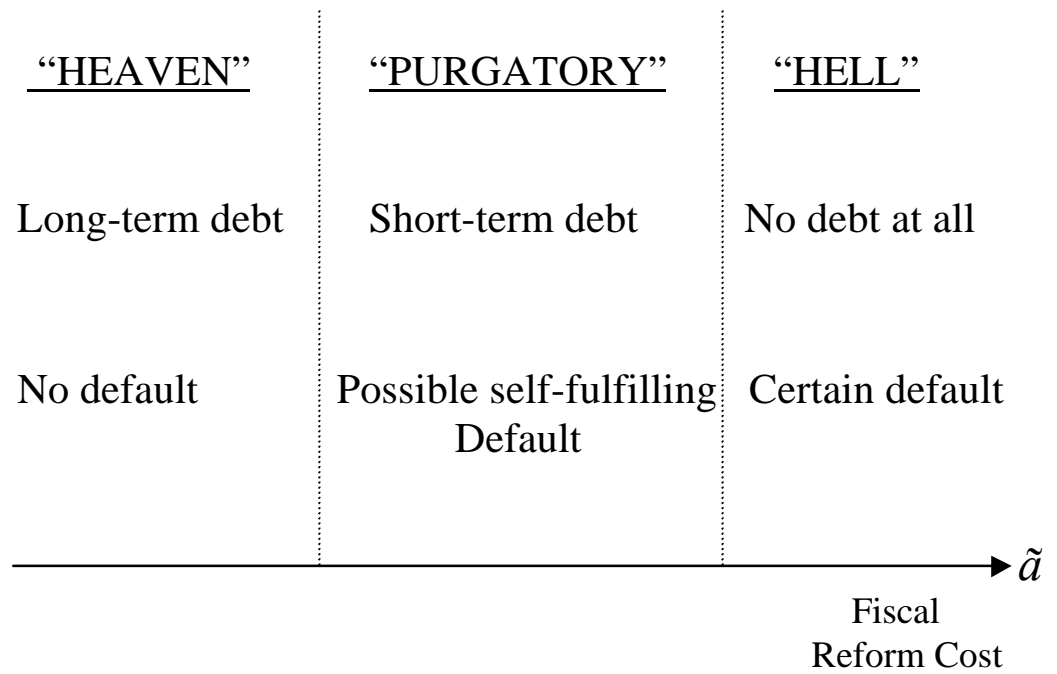 “HEAVEN” “PURGATORY” “HELL”
Long-term debt Short-term debt No debt at all
No default Possible self-fulfilling Certain default
Default
ã
Fiscal
Reform Cost